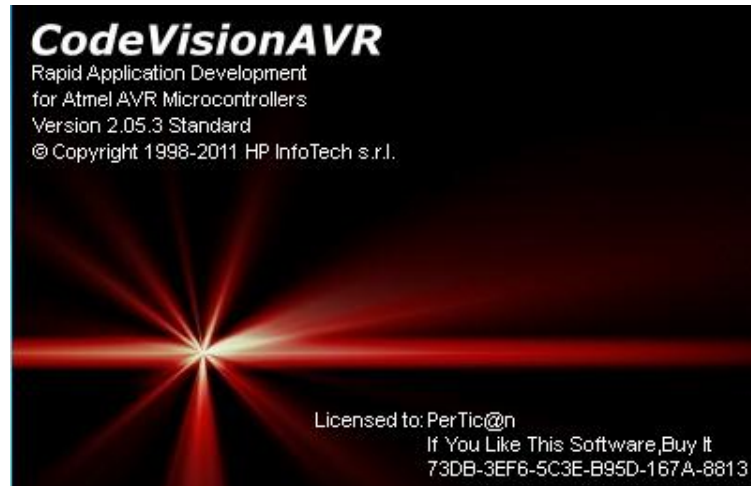 CodeVisionAVR
Rapid Application Development
for Atmel AVR Microcontrollers
Version 2.05.3 Standard
© Copyright 1998-2011 HP InfoTech s.r.l.
Licensed to: PerTic@n
If You Like This Software,Buy It
73DB-3EF6-5C3E-B95D-167A-8813